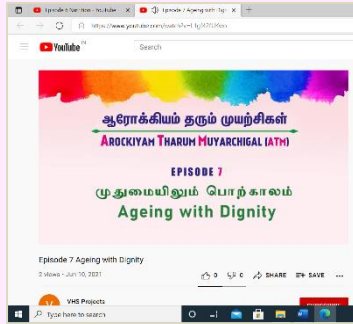 Episode 6 Nutrition - YouTube
Episode 7 Ageing with Dign
YouTube
Search
ஆரோக்கியம் தரும் முயற்சிகள்
AROCKIYAM THARUM MUYARCHIGAL (ATM)
EPISODE 7
முதுமையிலும் பொற்காலம்
Ageing with Dignity
Episode 7 Ageing with Dignity
2 views • Jun 10, 2021
0
0
SHARE
SAVE
VHS Projects
Type here to search